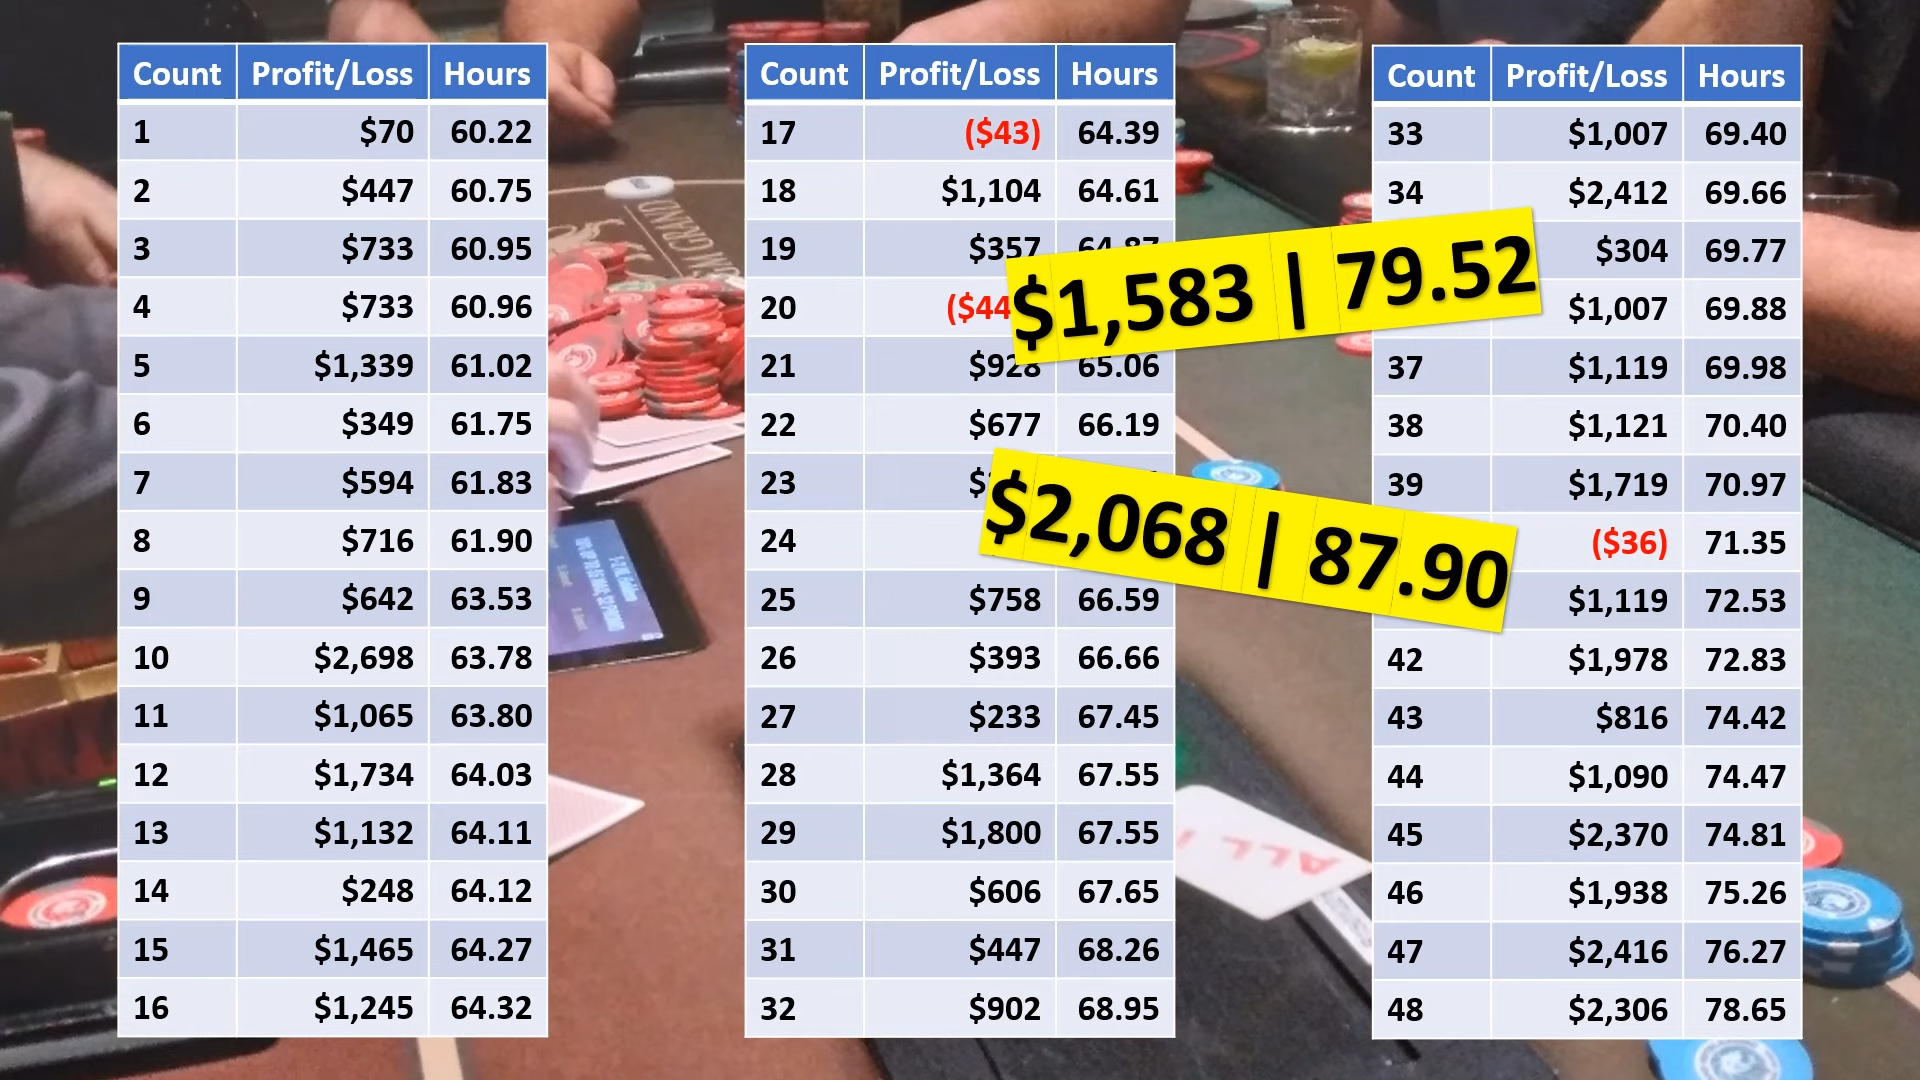 Count Profit/Loss Hours
1 $70 60.22
2 $447 60.75
3 $733 60.95
4 $733 60.96
5 $1,339 61.02
6 $349 61.75
7 $594 61.83
8 $716 61.90
9 $642 63.53
10 $2,698 63.78
11 $1,065 63.80
12 $1,734 64.03
13 $1,132 64.11
14 $248 64.12
15 $1,465 64.27
16 $1,245 64.32
Count Profit/Loss Hours
17 ($43) 64.39
18 $1,104 64.61
19 $357
20
21 $928 65.06
22 $677 66.19
23
24
25 $758 66.59
26 $393 66.66
27 $233 67.45
28 $1,364 67.55
29 $1,800 67.55
30 $606 67.65
31 $447 68.26
32 $902 68.95
$1,583 | 79.52
$2,068 | 87.90
Count Profit/Loss Hours
33 $1,007 69.40
34 $2,412 69.66
$304 69.77
$1,007 69.88
37 $1,119 69.98
38 $1,121 70.40
39 $1,719 70.97
($36) 71.35
$1,119 72.53
42 $1,978 72.83
43 $816 74.42
44 $1,090 74.47
45 $2,370 74.81
46 $1,938 75.26
47 $2,416 76.27
48 $2,306 78.65
MGM GRAND
ALL I